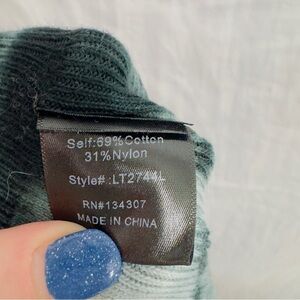 Self:69%Cotton
31%Nylon
Style# :LT2744L
RN#134307
MADE IN CHINA